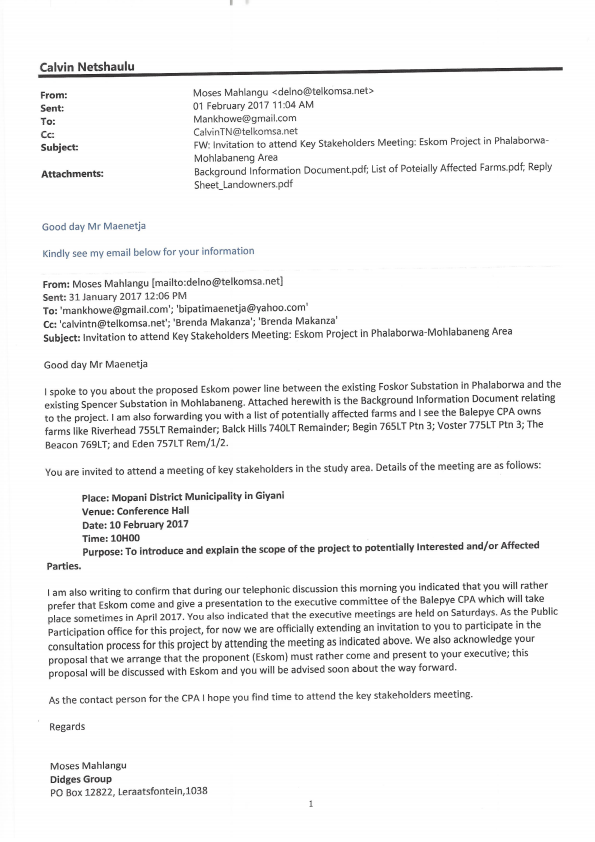 Calvin Netshaulu
From: Moses Mahlangu <delno@telkomsa.net>
Sent: 01 February 2017 11:04 AM
To: Mankhowe@gmail.com
Cc: CalvinTN@telkomsa.net
Subject: FW: Invitation to attend Key Stakeholders Meeting: Eskom Project in Phalaborwa-
Mohlabaneng Area
Attachments: Background Information Document.pdf; List of Poteially Affected Farms.pdf; Reply
Sheet_Landowners.pdf
Good day Mr Maenetja
Kindly see my email below for your information
From: Moses Mahlangu [mailto:delno@telkomsa.net]
Sent: 31 January 2017 12:06 PM
To: 'mankhowe@gmail.com'; 'bipatimaenetja@yahoo.com'
Cc: 'calvintn@telkomsa.net'; 'Brenda Makanza'; 'Brenda Makanza'
Subject: Invitation to attend Key Stakeholders Meeting: Eskom Project in Phalaborwa-Mohlabaneng Area
Good day Mr Maenetja
I spoke to you about the proposed Eskom power line between the existing Foskor Substation in Phalaborwa and the
existing Spencer Substation in Mohlabaneng. Attached herewith is the Background Information Document relating
to the project. I am also forwarding you with a list of potentially affected farms and I see the Balepye CPA owns
farms like Riverhead 755LT Remainder; Balck Hills 740LT Remainder; Begin 765LT Ptn 3; Voster 775LT Ptn 3; The
Beacon 769LT; and Eden 757LT Rem/1/2.
You are invited to attend a meeting of key stakeholders in the study area. Details of the meeting are as follows:
Place: Mopani District Municipality in Giyani
Venue: Conference Hall
Date: 10 February 2017
Time: 10H00
Purpose: To introduce and explain the scope of the project to potentially Interested and/or Affected
Parties.
I am also writing to confirm that during our telephonic discussion this morning you indicated that you will rather
prefer that Eskom come and give a presentation to the executive committee of the Balepye CPA which will take
place sometimes in April 2017. You also indicated that the executive meetings are held on Saturdays. As the Public
Participation office for this project, for now we are officially extending an invitation to you to participate in the
consultation process for this project by attending the meeting as indicated above. We also acknowledge your
proposal that we arrange that the proponent (Eskom) must rather come and present to your executive; this
proposal will be discussed with Eskom and you will be advised soon about the way forward.
As the contact person for the CPA I hope you find time to attend the key stakeholders meeting.
Regards
Moses Mahlangu
Didges Group
PO Box 12822, Leraatsfontein,1038
1